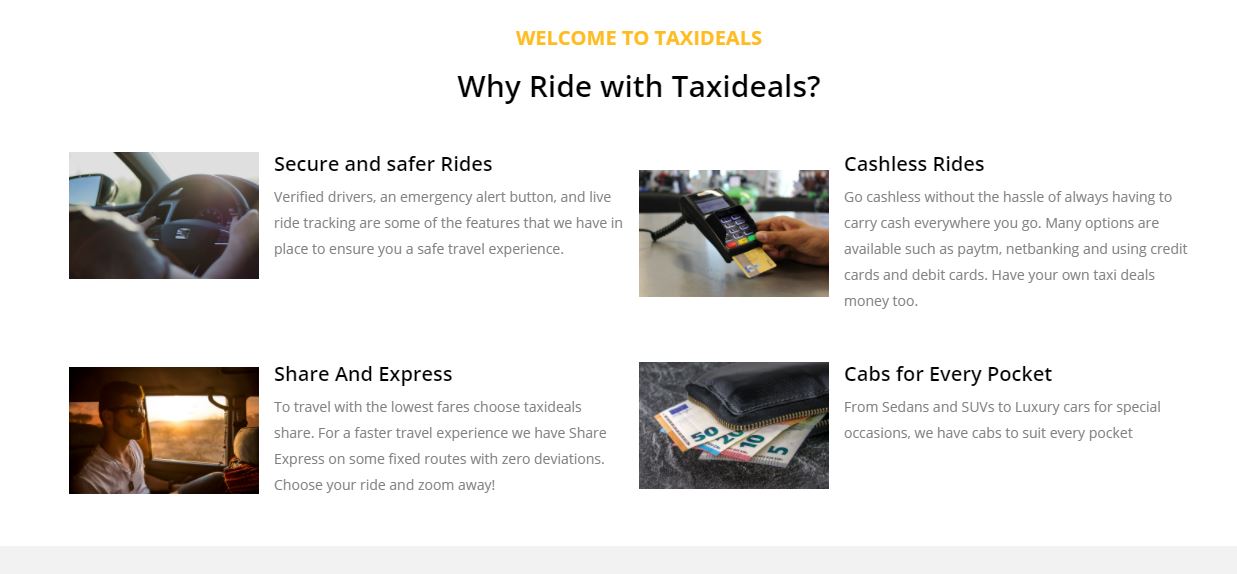 WELCOME TO TAXIDEALS
Why Ride with Taxideals?
Secure and safer Rides
Verified drivers, an emergency alert button, and live
ride tracking are some of the features that we have in
place to ensure you a safe travel experience.
Cashless Rides
Go cashless without the hassle of always having to
carry cash everywhere you go. Many options are
available such as paytm, netbanking and using credit
cards and debit cards. Have your own taxi deals
money too.
Share And Express
To travel with the lowest fares choose taxideals
share. For a faster travel experience we have Share
Express on some fixed routes with zero deviations.
Choose your ride and zoom away!
50
20
10
5
Cabs for Every Pocket
From Sedans and SUVs to Luxury cars for special
occasions, we have cabs to suit every pocket